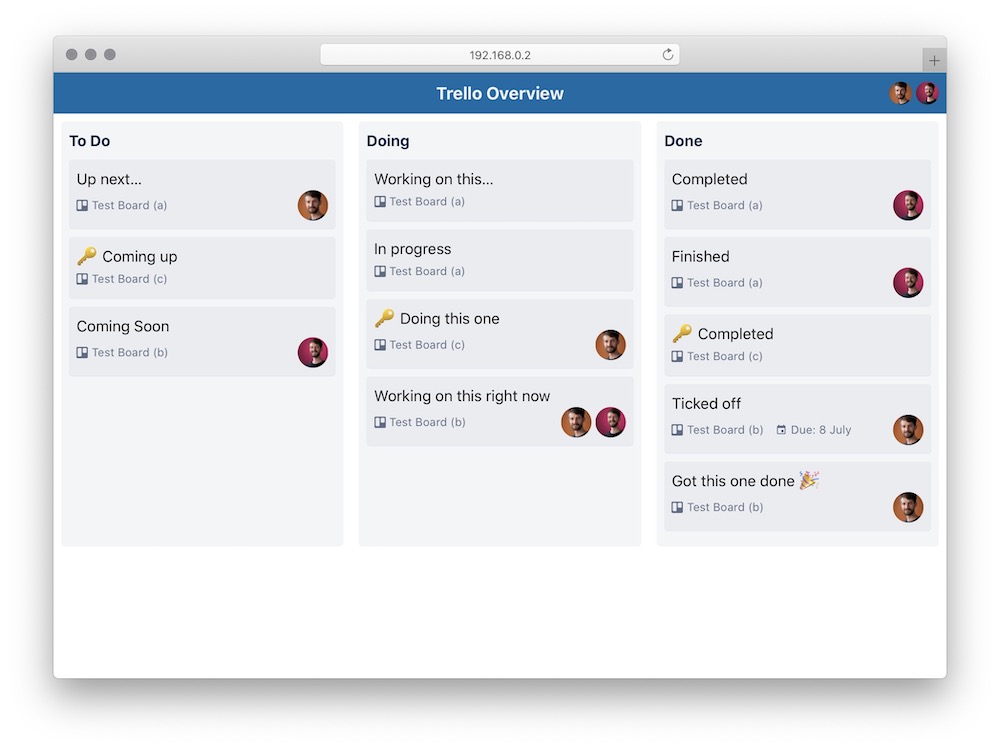 192.168.0.2
Trello Overview
To Do
Up next...
Test Board (a)
🔑 Coming up
Test Board (c)
Coming Soon
Test Board (b)
Doing
Working on this...
Test Board (a)
In progress
Test Board (a)
🔑 Doing this one
Test Board (c)
Working on this right now
Test Board (b)
Done
Completed
Test Board (a)
Finished
Test Board (a)
🔑 Completed
Test Board (c)
Ticked off
Test Board (b) Due: 8 July
Got this one done 🎉
Test Board (b)